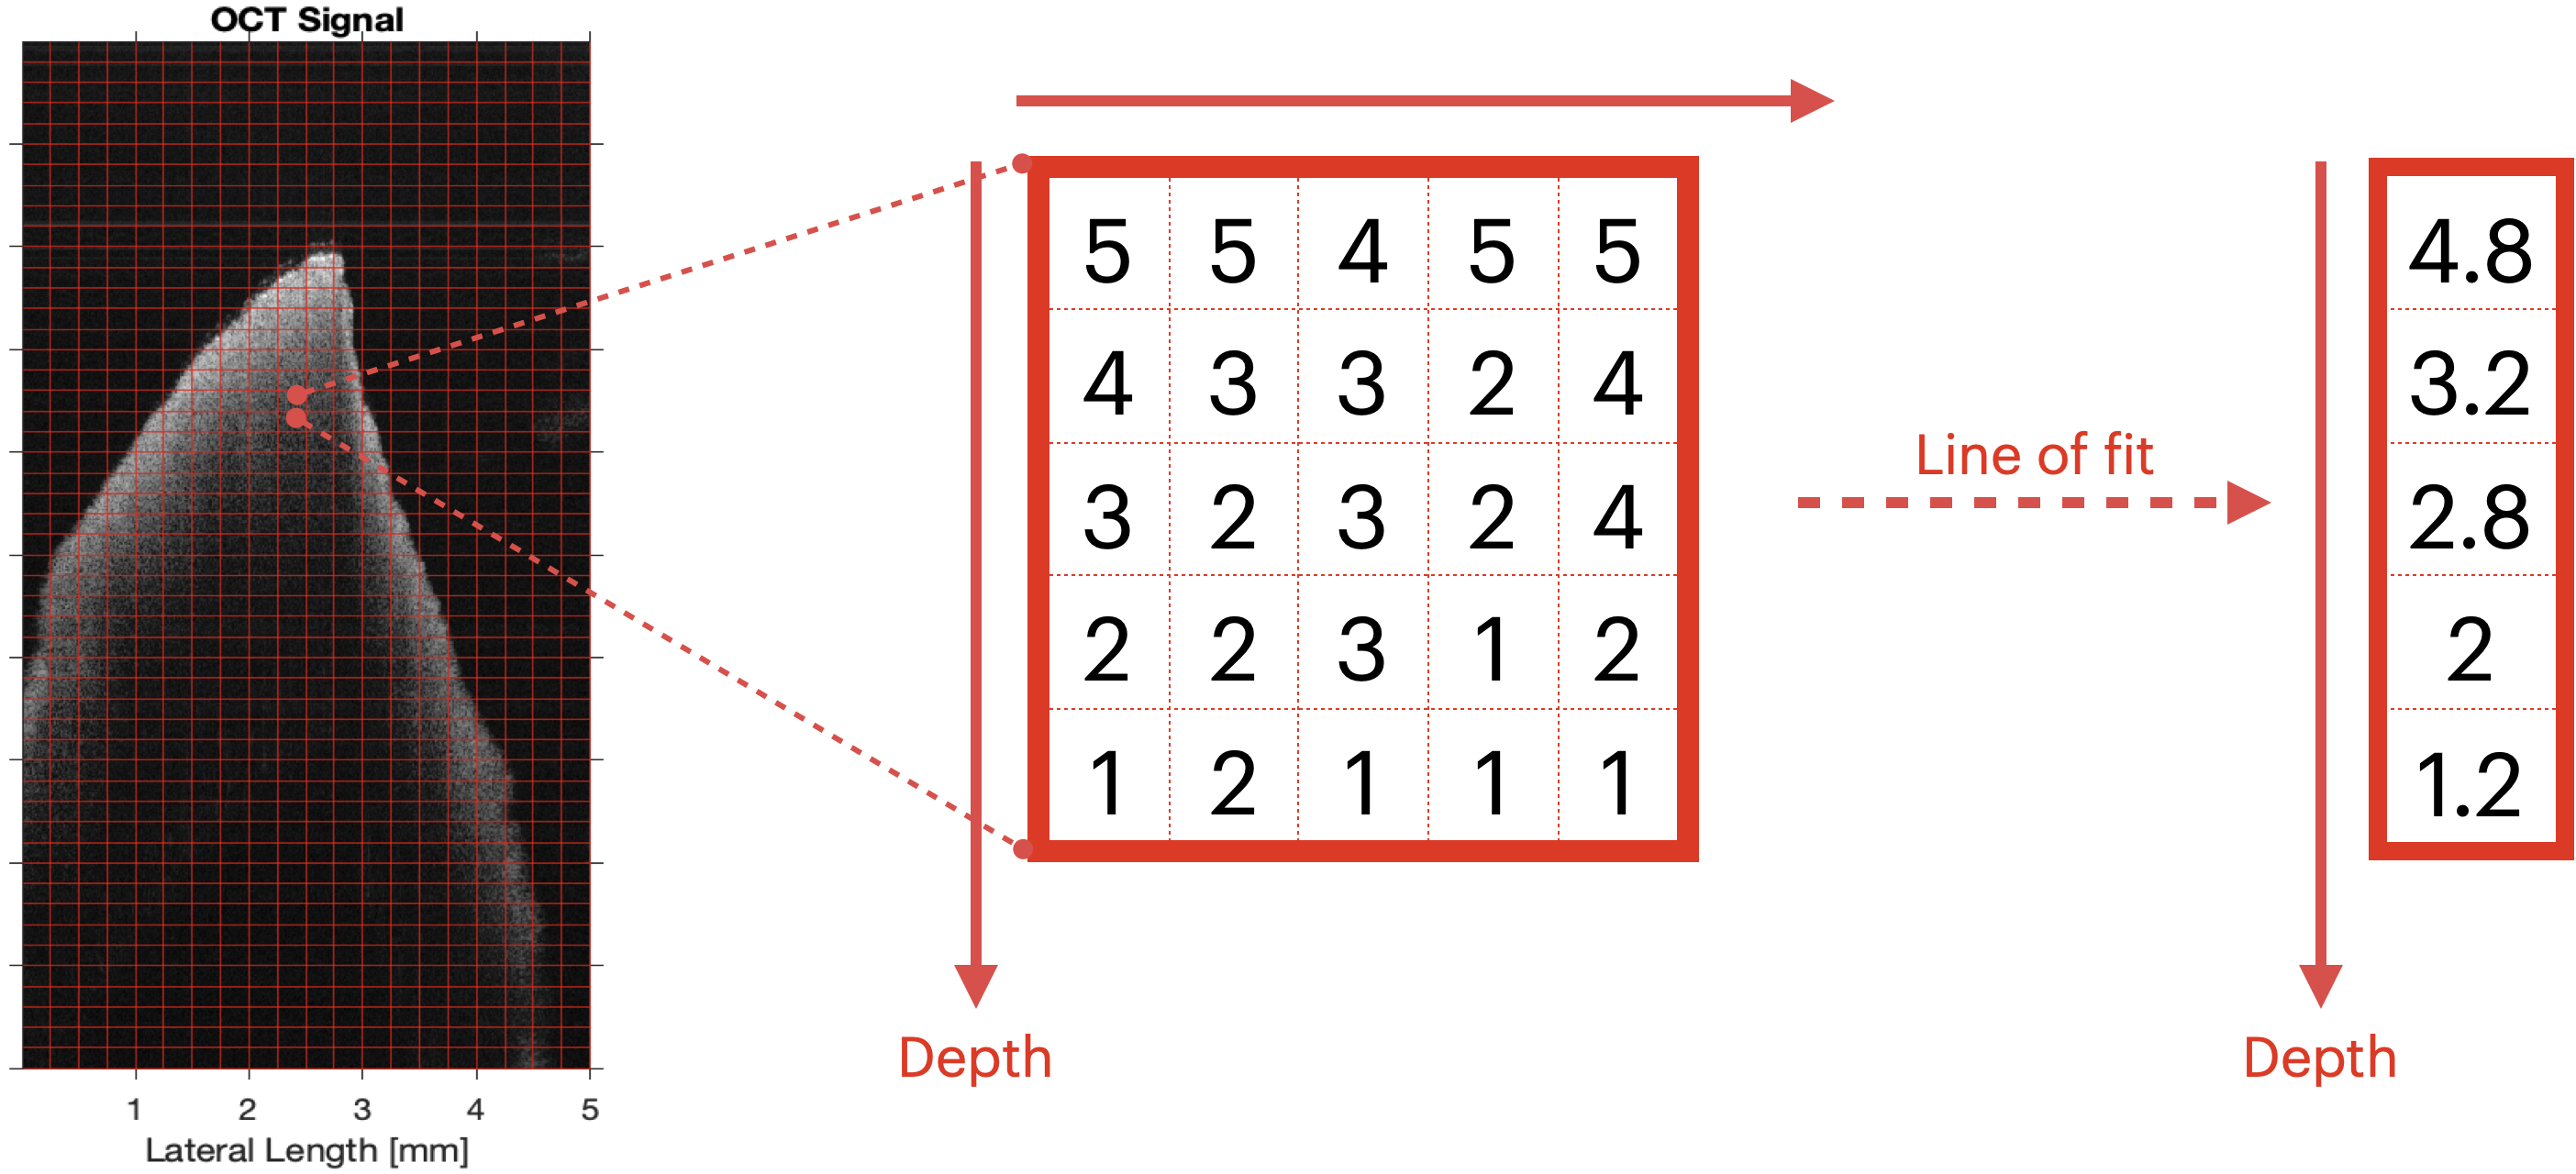 OCT Signal
1 2 3 4 5
Lateral Length [mm]
5 5 4 5 5
4 3 3 2 4
3 2 3 2 4
2 2 3 1 2
1 2 1 1 1
Depth
Line of fit
4.8
3.2
2.8
2
1.2
Depth